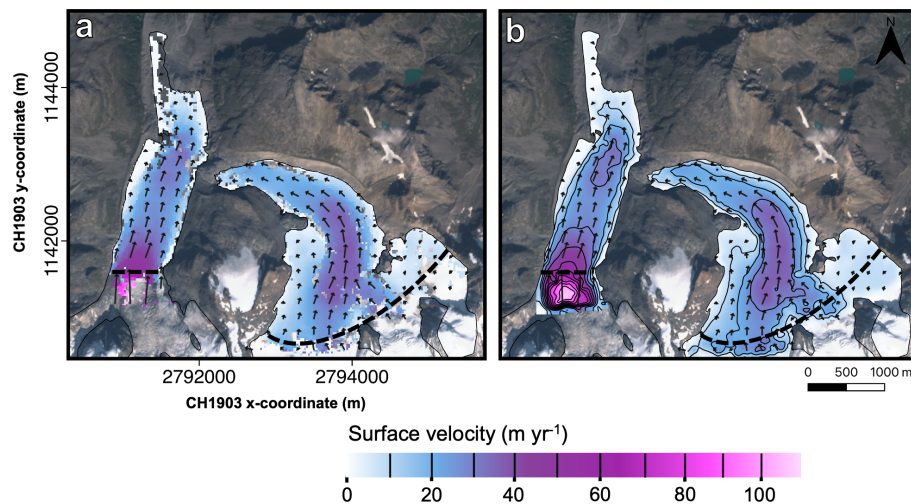 a
b
N
CH1903 y-coordinate (m)
1144000
1142000
2792000
2794000
CH1903 x-coordinate (m)
0 500 1000 m
Surface velocity (m yr⁻¹)
0 20 40 60 80 100